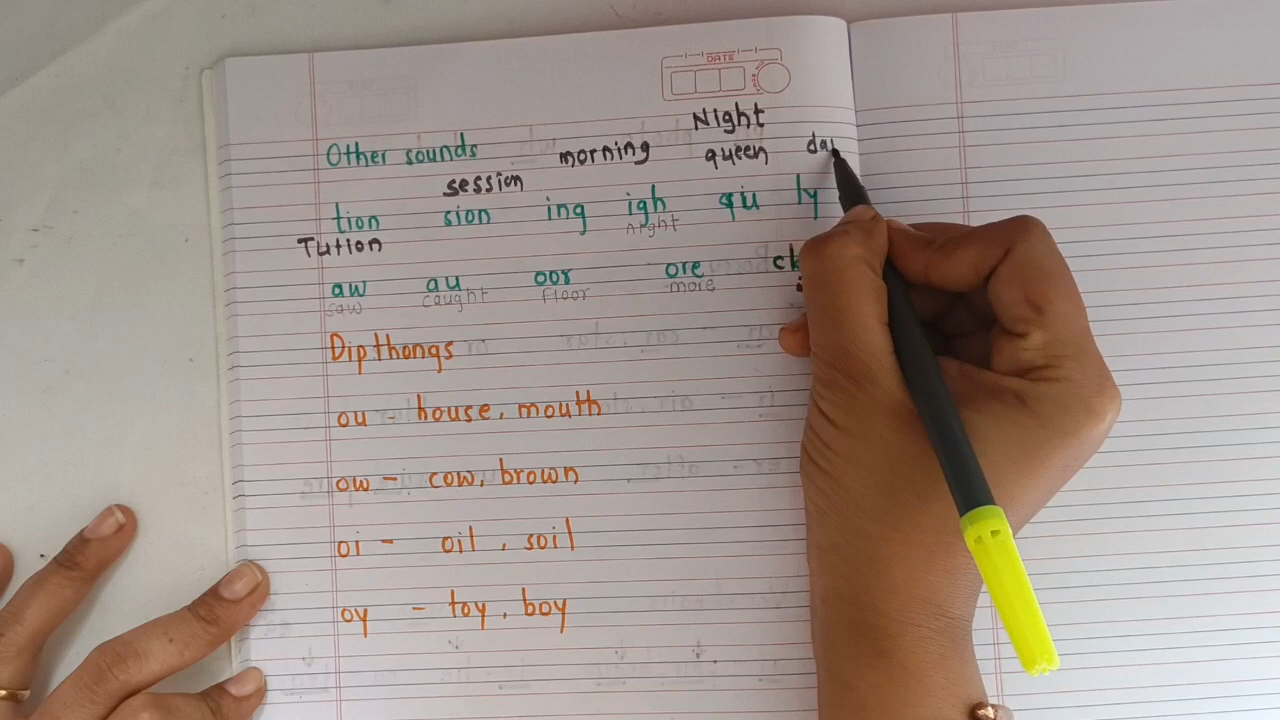 DATE
Night
Other sounds morning queen
session
tion sion ing igh qu ly
night
Tution
aw au oor ore ck
saw caught floor more
Dipthongs
ou - house, mouth
ow - cow, brown
oi - oil, soil
oy - toy, boy